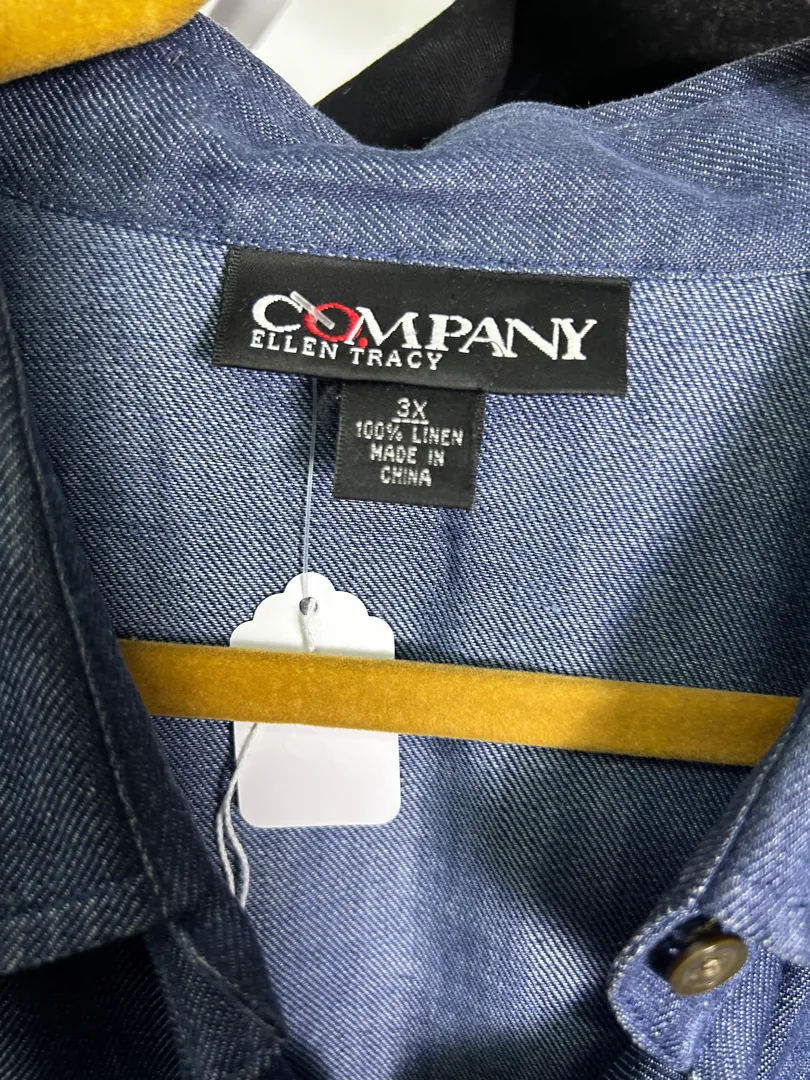 COMPANY
ELLEN TRACY
3X
100% LINEN
MADE IN
CHINA